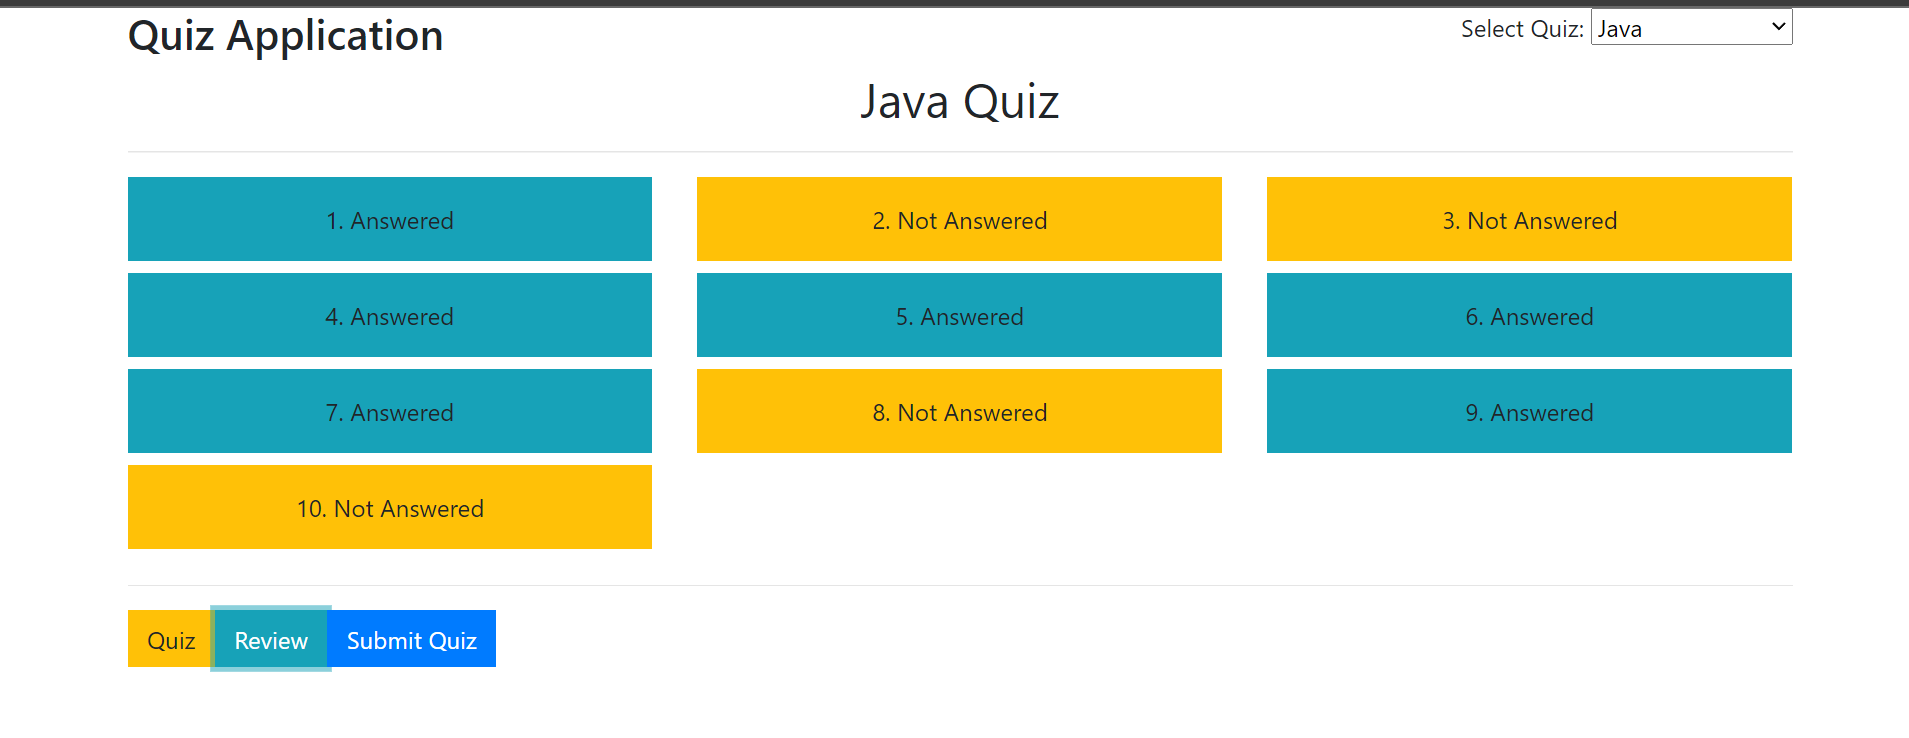 Quiz Application
Select Quiz: Java
Java Quiz
1. Answered
2. Not Answered
3. Not Answered
4. Answered
5. Answered
6. Answered
7. Answered
8. Not Answered
9. Answered
10. Not Answered
Quiz
Review
Submit Quiz